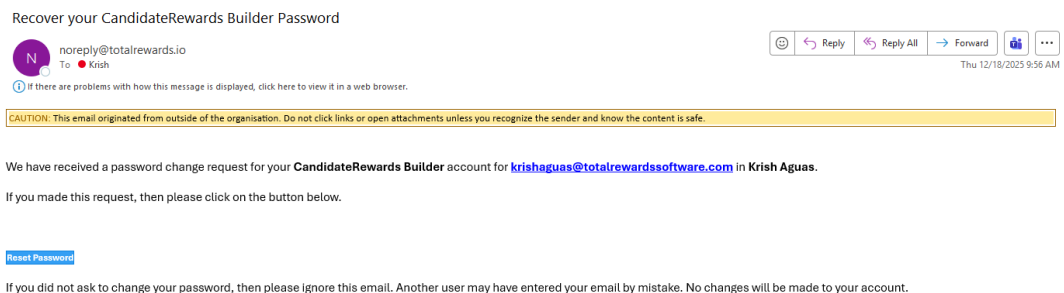 Recover your CandidateRewards Builder Password
N
noreply@totalrewards.io
Reply
Reply All
Forward
To Krish
Thu 12/18/2025 9:56 AM
If there are problems with how this message is displayed, click here to view it in a web browser.
CAUTION: This email originated from outside of the organisation. Do not click links or open attachments unless you recognize the sender and know the content is safe.
We have received a password change request for your CandidateRewards Builder account for krishaguas@totalrewardssoftware.com in Krish Aguas.
If you made this request, then please click on the button below.
Reset Password
If you did not ask to change your password, then please ignore this email. Another user may have entered your email by mistake. No changes will be made to your account.